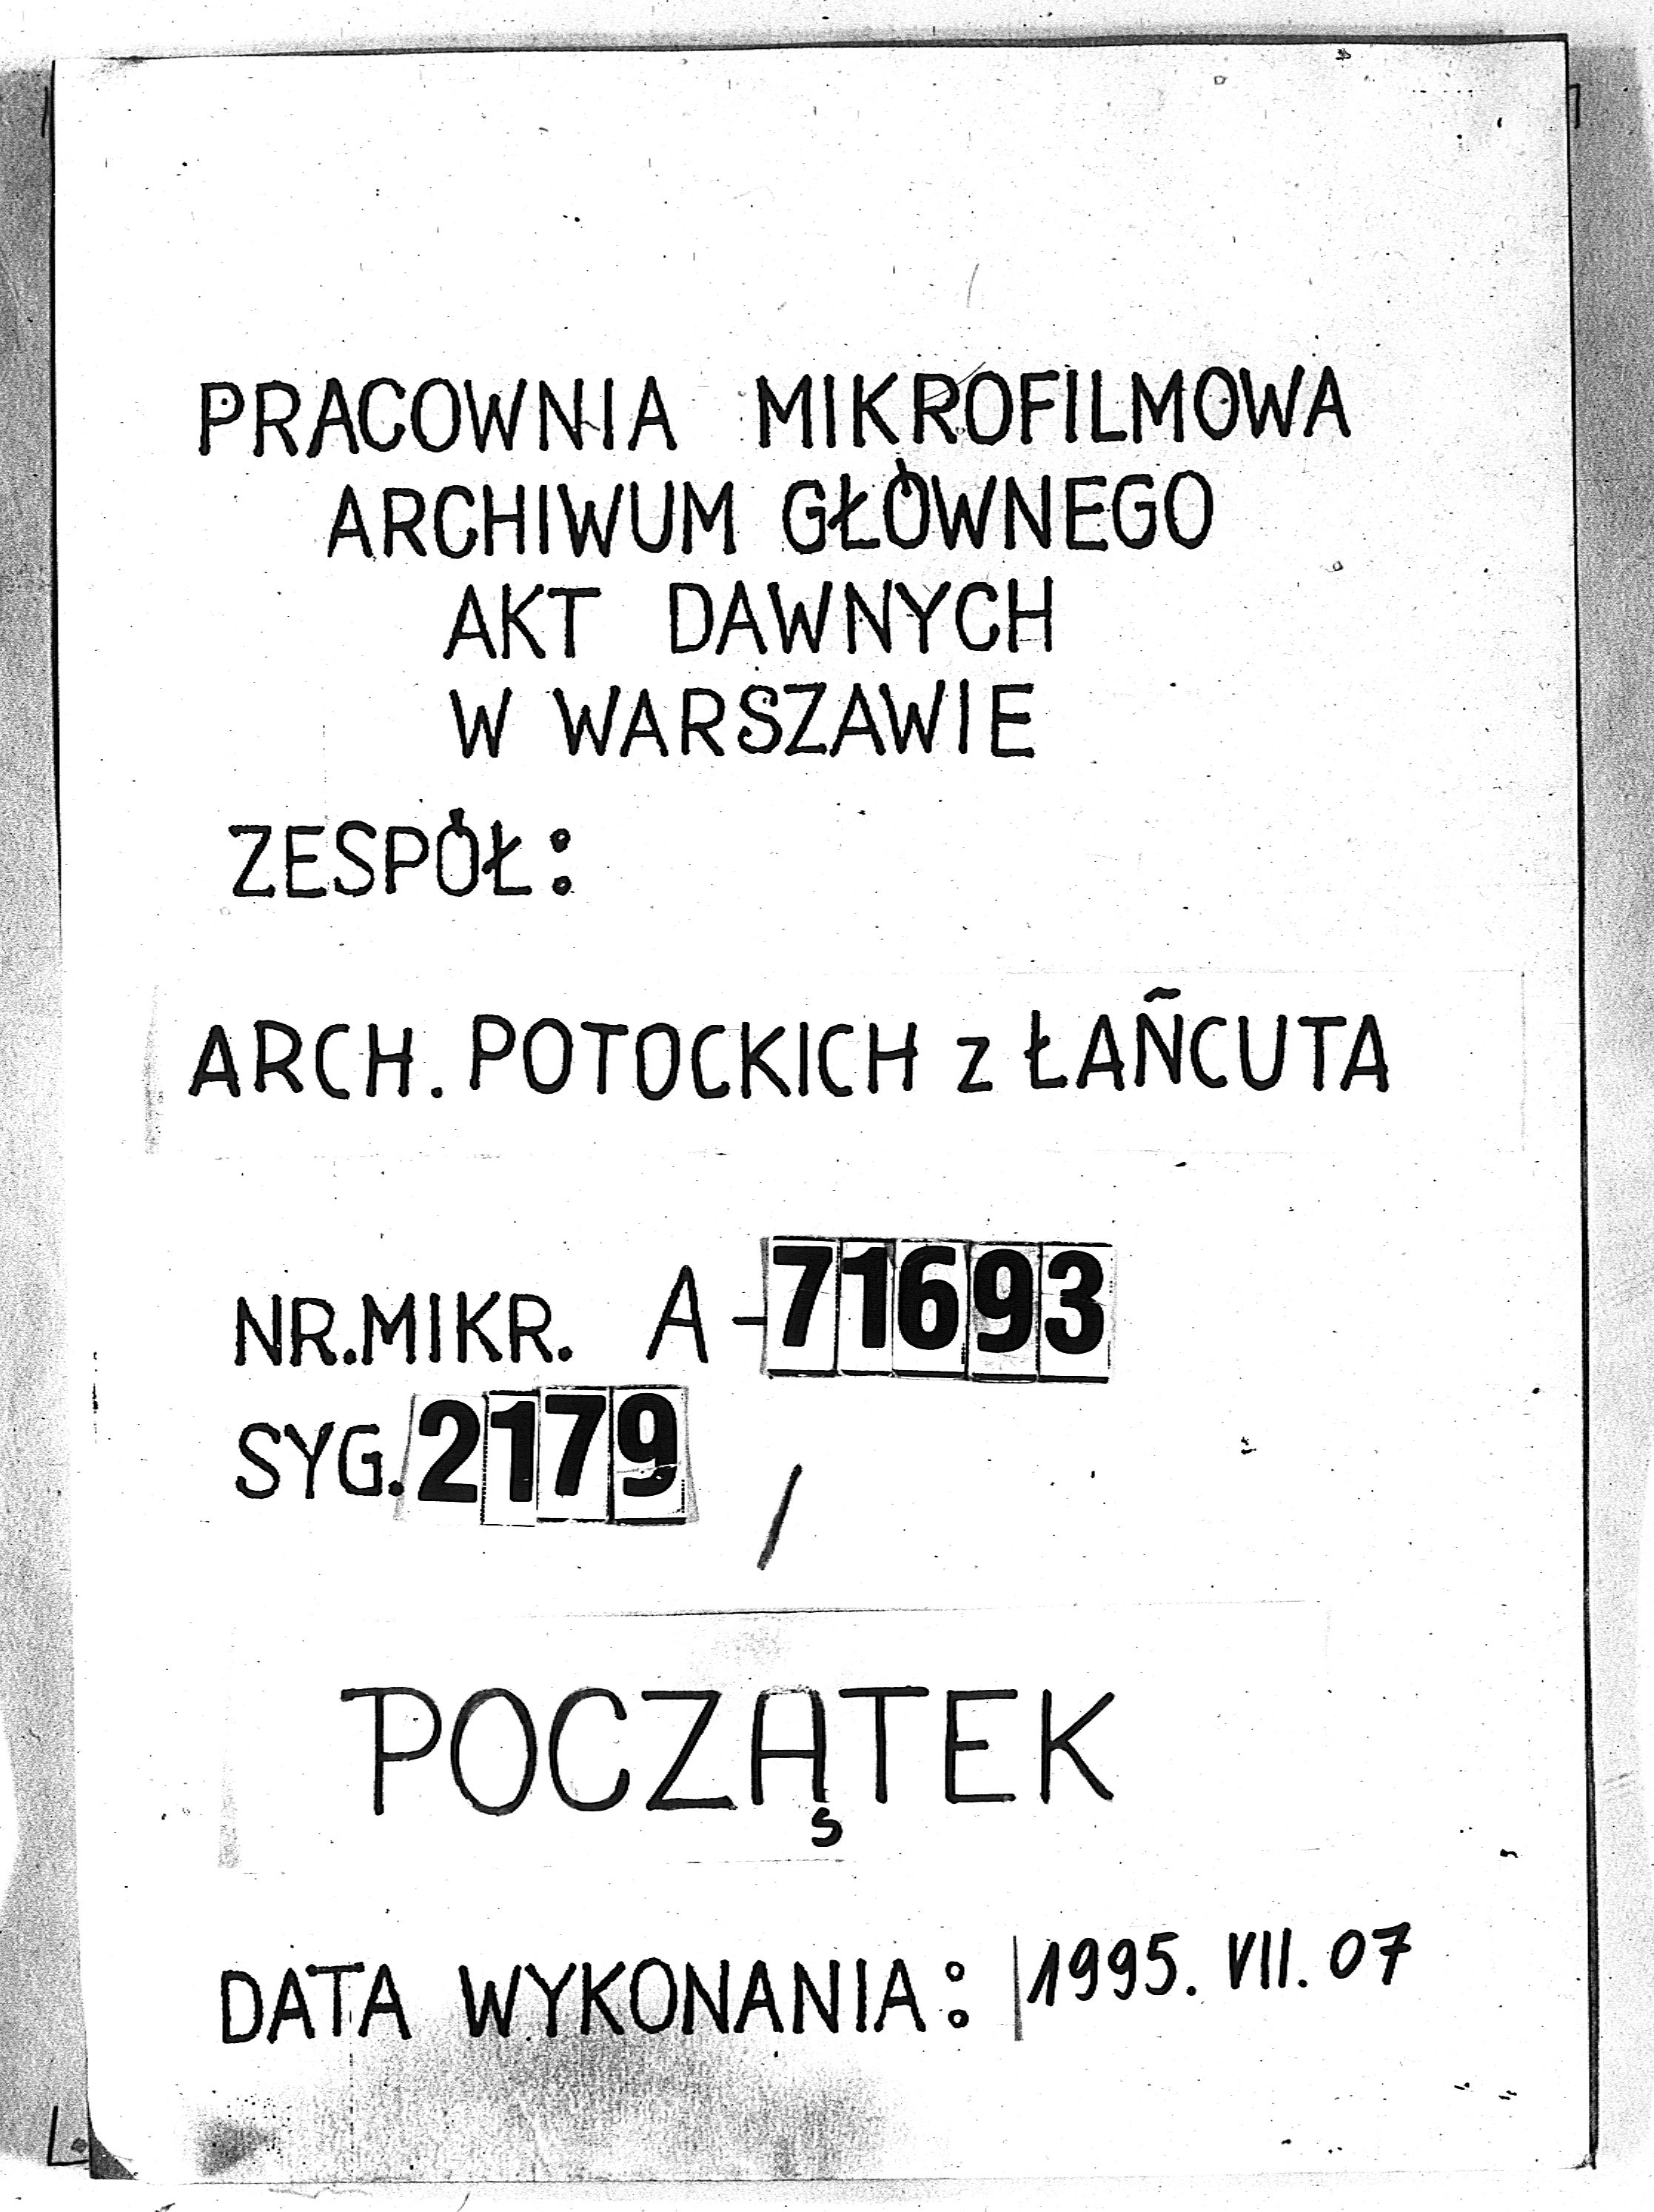 PRACOWNIA MIKROFILMOWA
ARCHIWUM GŁÓWNEGO
AKT DAWNYCH
W WARSZAWIE
ZESPÓŁ:
ARCH. POTOCKICH z ŁAŃCUTA
NR.MIKR. A-71693
SYG. 2179 /
POCZĄTEK
DATA WYKONANIA: 1995. VII. 07